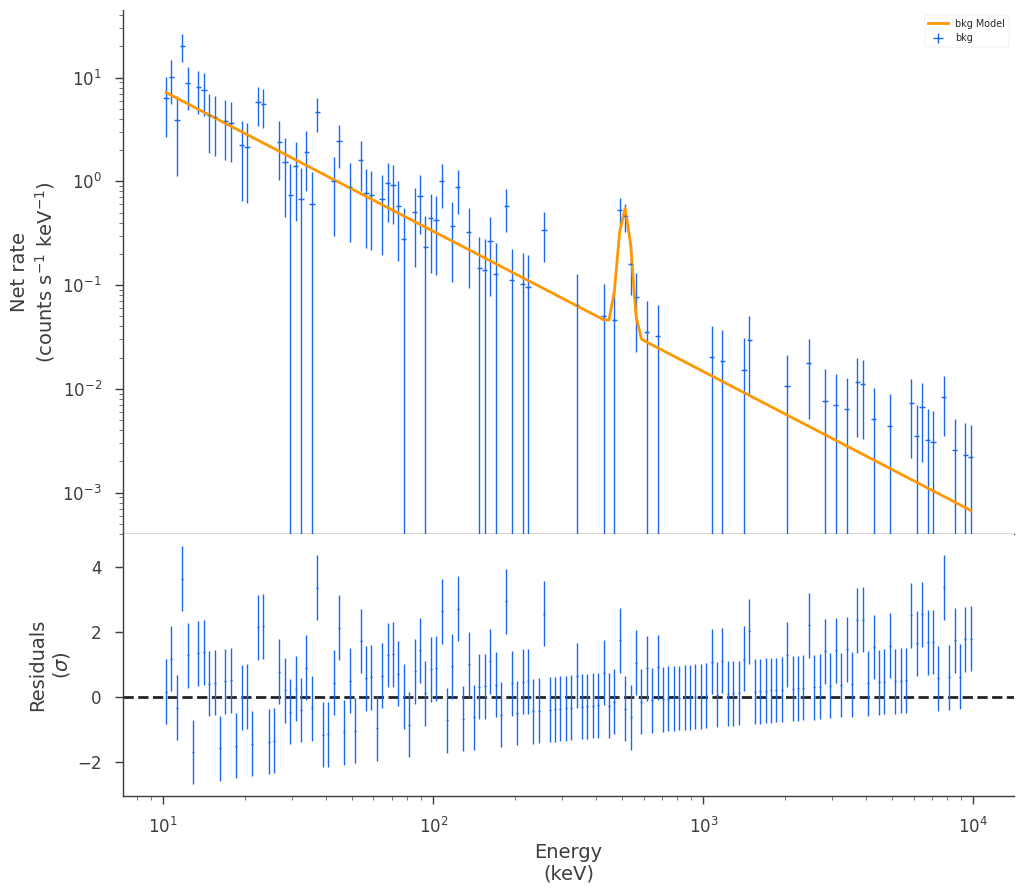 bkg Model
bkg
Net rate
(counts s⁻¹ keV⁻¹)
10¹
10⁰
10⁻¹
10⁻²
10⁻³
Residuals
(σ)
4
2
0
−2
10¹ 10² 10³ 10⁴
Energy
(keV)